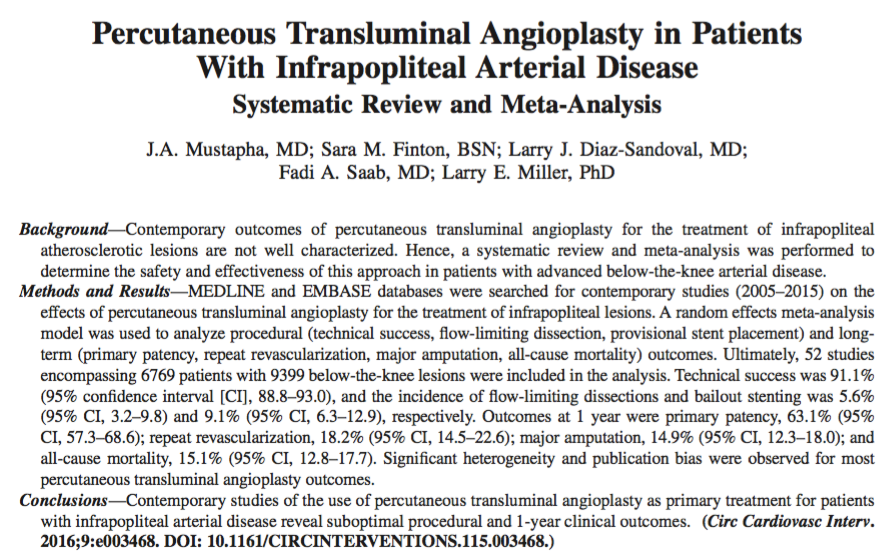 Percutaneous Transluminal Angioplasty in Patients
With Infrapopliteal Arterial Disease
Systematic Review and Meta-Analysis
J.A. Mustapha, MD; Sara M. Finton, BSN; Larry J. Diaz-Sandoval, MD;
Fadi A. Saab, MD; Larry E. Miller, PhD
Background—Contemporary outcomes of percutaneous transluminal angioplasty for the treatment of infrapopliteal
atherosclerotic lesions are not well characterized. Hence, a systematic review and meta-analysis was performed to
determine the safety and effectiveness of this approach in patients with advanced below-the-knee arterial disease.
Methods and Results—MEDLINE and EMBASE databases were searched for contemporary studies (2005–2015) on the
effects of percutaneous transluminal angioplasty for the treatment of infrapopliteal lesions. A random effects meta-analysis
model was used to analyze procedural (technical success, flow-limiting dissection, provisional stent placement) and long-
term (primary patency, repeat revascularization, major amputation, all-cause mortality) outcomes. Ultimately, 52 studies
encompassing 6769 patients with 9399 below-the-knee lesions were included in the analysis. Technical success was 91.1%
(95% confidence interval [CI], 88.8–93.0), and the incidence of flow-limiting dissections and bailout stenting was 5.6%
(95% CI, 3.2–9.8) and 9.1% (95% CI, 6.3–12.9), respectively. Outcomes at 1 year were primary patency, 63.1% (95%
CI, 57.3–68.6); repeat revascularization, 18.2% (95% CI, 14.5–22.6); major amputation, 14.9% (95% CI, 12.3–18.0); and
all-cause mortality, 15.1% (95% CI, 12.8–17.7). Significant heterogeneity and publication bias were observed for most
percutaneous transluminal angioplasty outcomes.
Conclusions—Contemporary studies of the use of percutaneous transluminal angioplasty as primary treatment for patients
with infrapopliteal arterial disease reveal suboptimal procedural and 1-year clinical outcomes. (Circ Cardiovasc Interv.
2016;9:e003468. DOI: 10.1161/CIRCINTERVENTIONS.115.003468.)